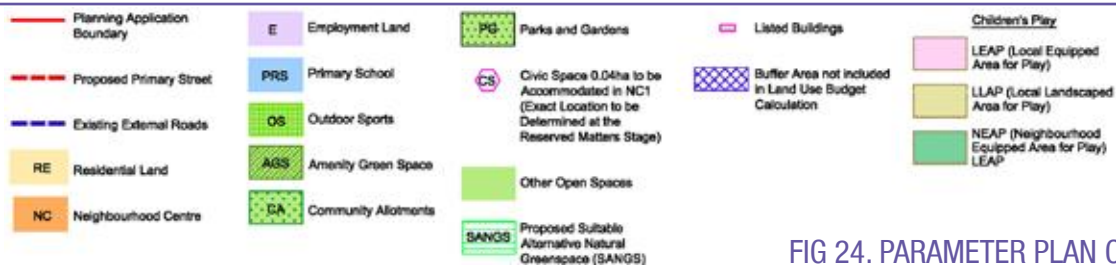 Planning Application
Boundary
Proposed Primary Street
Existing External Roads
RE Residential Land
NC Neighbourhood Centre
E Employment Land
PRS Primary School
OS Outdoor Sports
AGS Amenity Green Space
CA Community Allotments
PG Parks and Gardens
CS Civic Space 0.04ha to be
Accommodated in NC1
(Exact Location to be
Determined at the
Reserved Matters Stage)
Other Open Spaces
SANGS Proposed Suitable
Alternative Natural
Greenspace (SANGS)
Listed Buildings
Buffer Area not included
in Land Use Budget
Calculation
Children's Play
LEAP (Local Equipped
Area for Play)
LLAP (Local Landscaped
Area for Play)
NEAP (Neighbourhood
Equipped Area for Play)
LEAP
FIG 24. PARAMETER PLAN